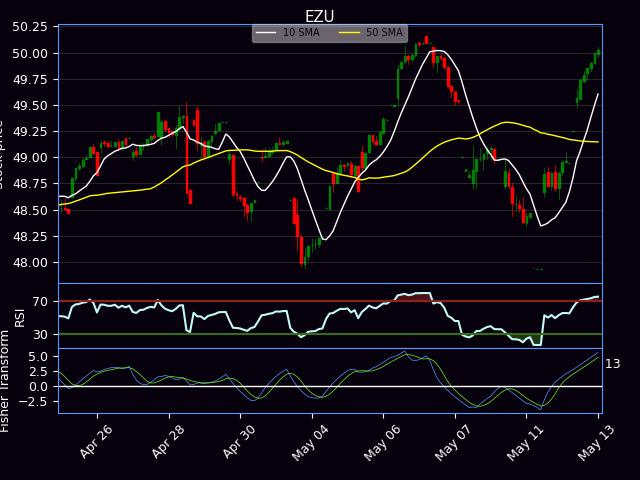 EZU
10 SMA 50 SMA
50.25
50.00
49.75
49.50
49.25
49.00
48.75
48.50
48.25
48.00
stock price
70
30
RSI
5.0
2.5
0.0
−2.5
Fisher Transform
13
Apr 26
Apr 28
Apr 30
May 04
May 06
May 07
May 11
May 13